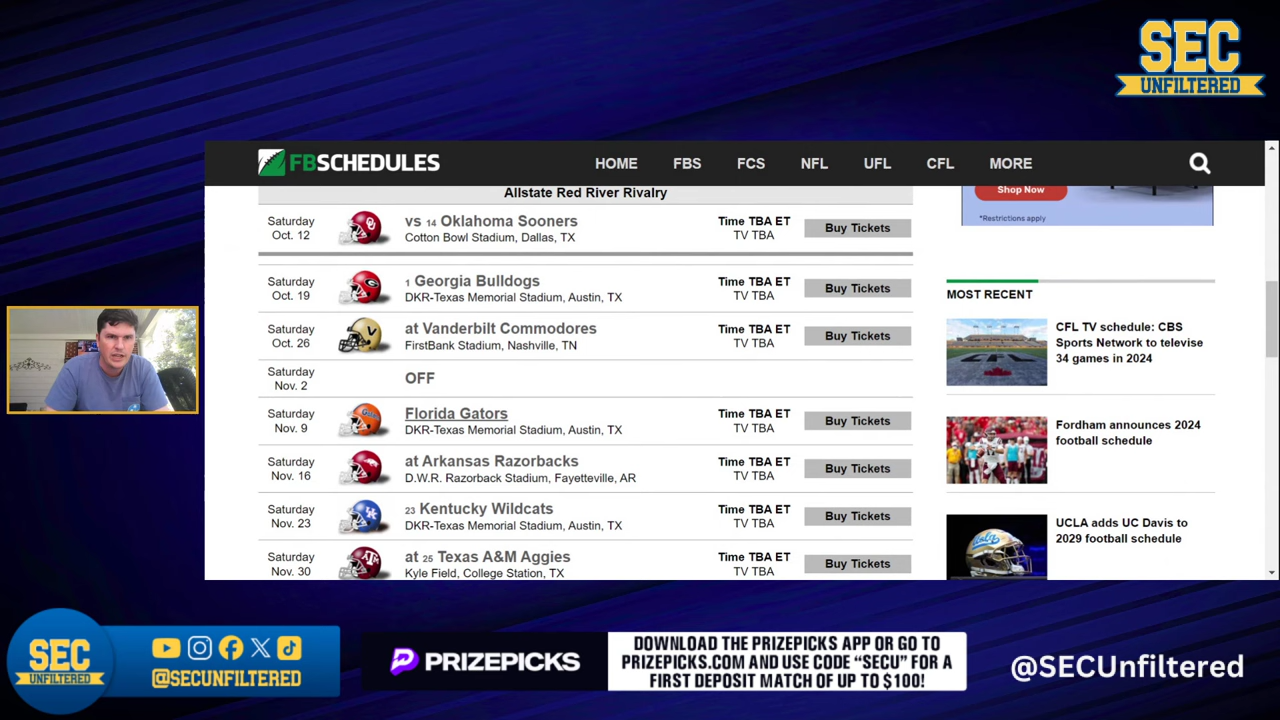 SEC
UNFILTERED
FBSCHEDULES
HOME FBS FCS NFL UFL CFL MORE
Allstate Red River Rivalry
Saturday
Oct. 12
vs 14 Oklahoma Sooners
Cotton Bowl Stadium, Dallas, TX
Time TBA ET
TV TBA
Buy Tickets
Saturday
Oct. 19
1 Georgia Bulldogs
DKR-Texas Memorial Stadium, Austin, TX
Time TBA ET
TV TBA
Buy Tickets
Saturday
Oct. 26
at Vanderbilt Commodores
FirstBank Stadium, Nashville, TN
Time TBA ET
TV TBA
Buy Tickets
Saturday
Nov. 2
OFF
Saturday
Nov. 9
Florida Gators
DKR-Texas Memorial Stadium, Austin, TX
Time TBA ET
TV TBA
Buy Tickets
Saturday
Nov. 16
at Arkansas Razorbacks
D.W.R. Razorback Stadium, Fayetteville, AR
Time TBA ET
TV TBA
Buy Tickets
Saturday
Nov. 23
23 Kentucky Wildcats
DKR-Texas Memorial Stadium, Austin, TX
Time TBA ET
TV TBA
Buy Tickets
Saturday
Nov. 30
at 25 Texas A&M Aggies
Kyle Field, College Station, TX
Time TBA ET
TV TBA
Buy Tickets
Shop Now
*Restrictions apply
MOST RECENT
CFL TV schedule: CBS
Sports Network to televise
34 games in 2024
CFL
Fordham announces 2024
football schedule
UCLA adds UC Davis to
2029 football schedule
SEC
UNFILTERED
@SECUNFILTERED
PRIZEPICKS
DOWNLOAD THE PRIZEPICKS APP OR GO TO
PRIZEPICKS.COM AND USE CODE “SECU” FOR A
FIRST DEPOSIT MATCH OF UP TO $100!
@SECUnfiltered